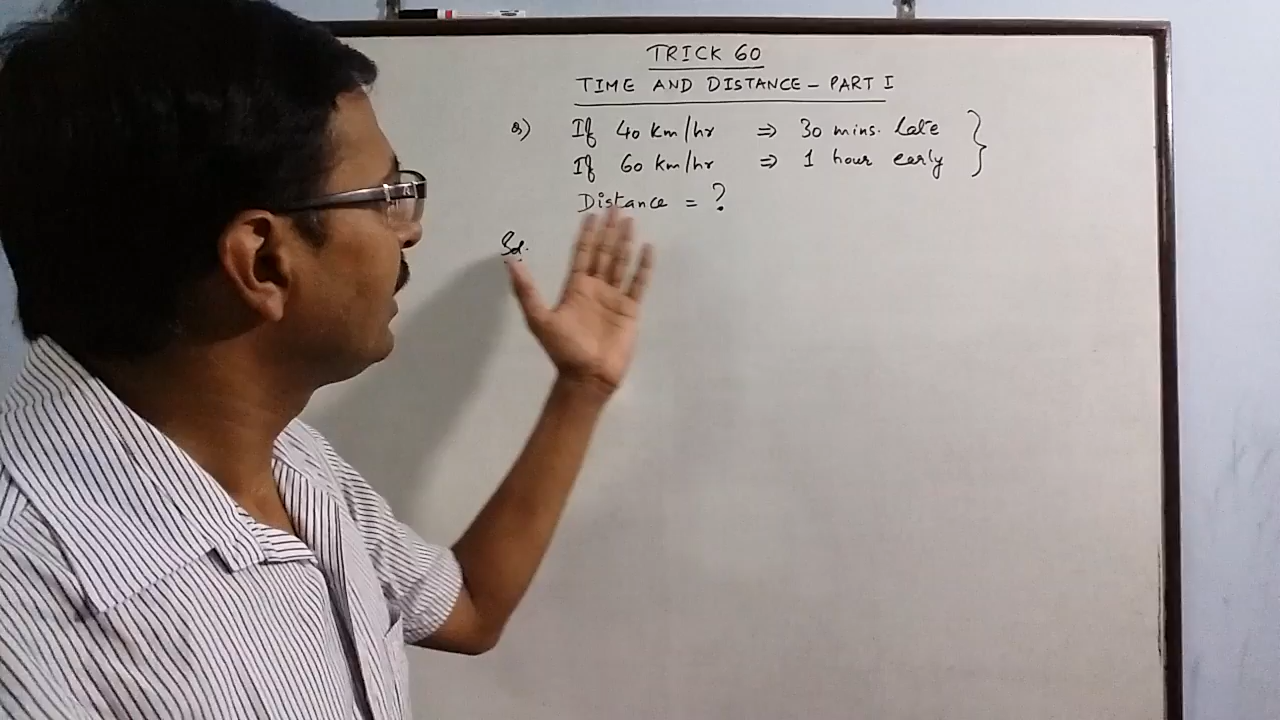 TRICK 60
TIME AND DISTANCE - PART I
Q) If 40 km/hr ⇒ 30 mins. late
If 60 km/hr ⇒ 1 hour early
Distance = ?
Sol.